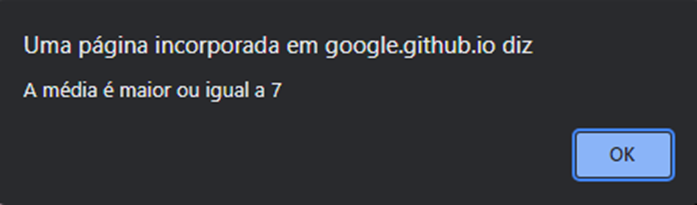 Uma página incorporada em google.github.io diz
A média é maior ou igual a 7
OK